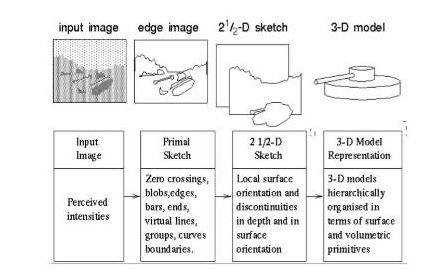 input image
edge image
2 1/2-D sketch
3-D model
Input
Image
Perceived
intensities
Primal
Sketch
Zero crossings,
blobs,edges,
bars, ends,
virtual lines,
groups, curves
boundaries.
2 1/2-D
Sketch
Local surface
orientation and
discontinuities
in depth and in
surface
orientation
3-D Model
Representation
3-D models
hierarchically
organised in
terms of surface
and volumetric
primitives